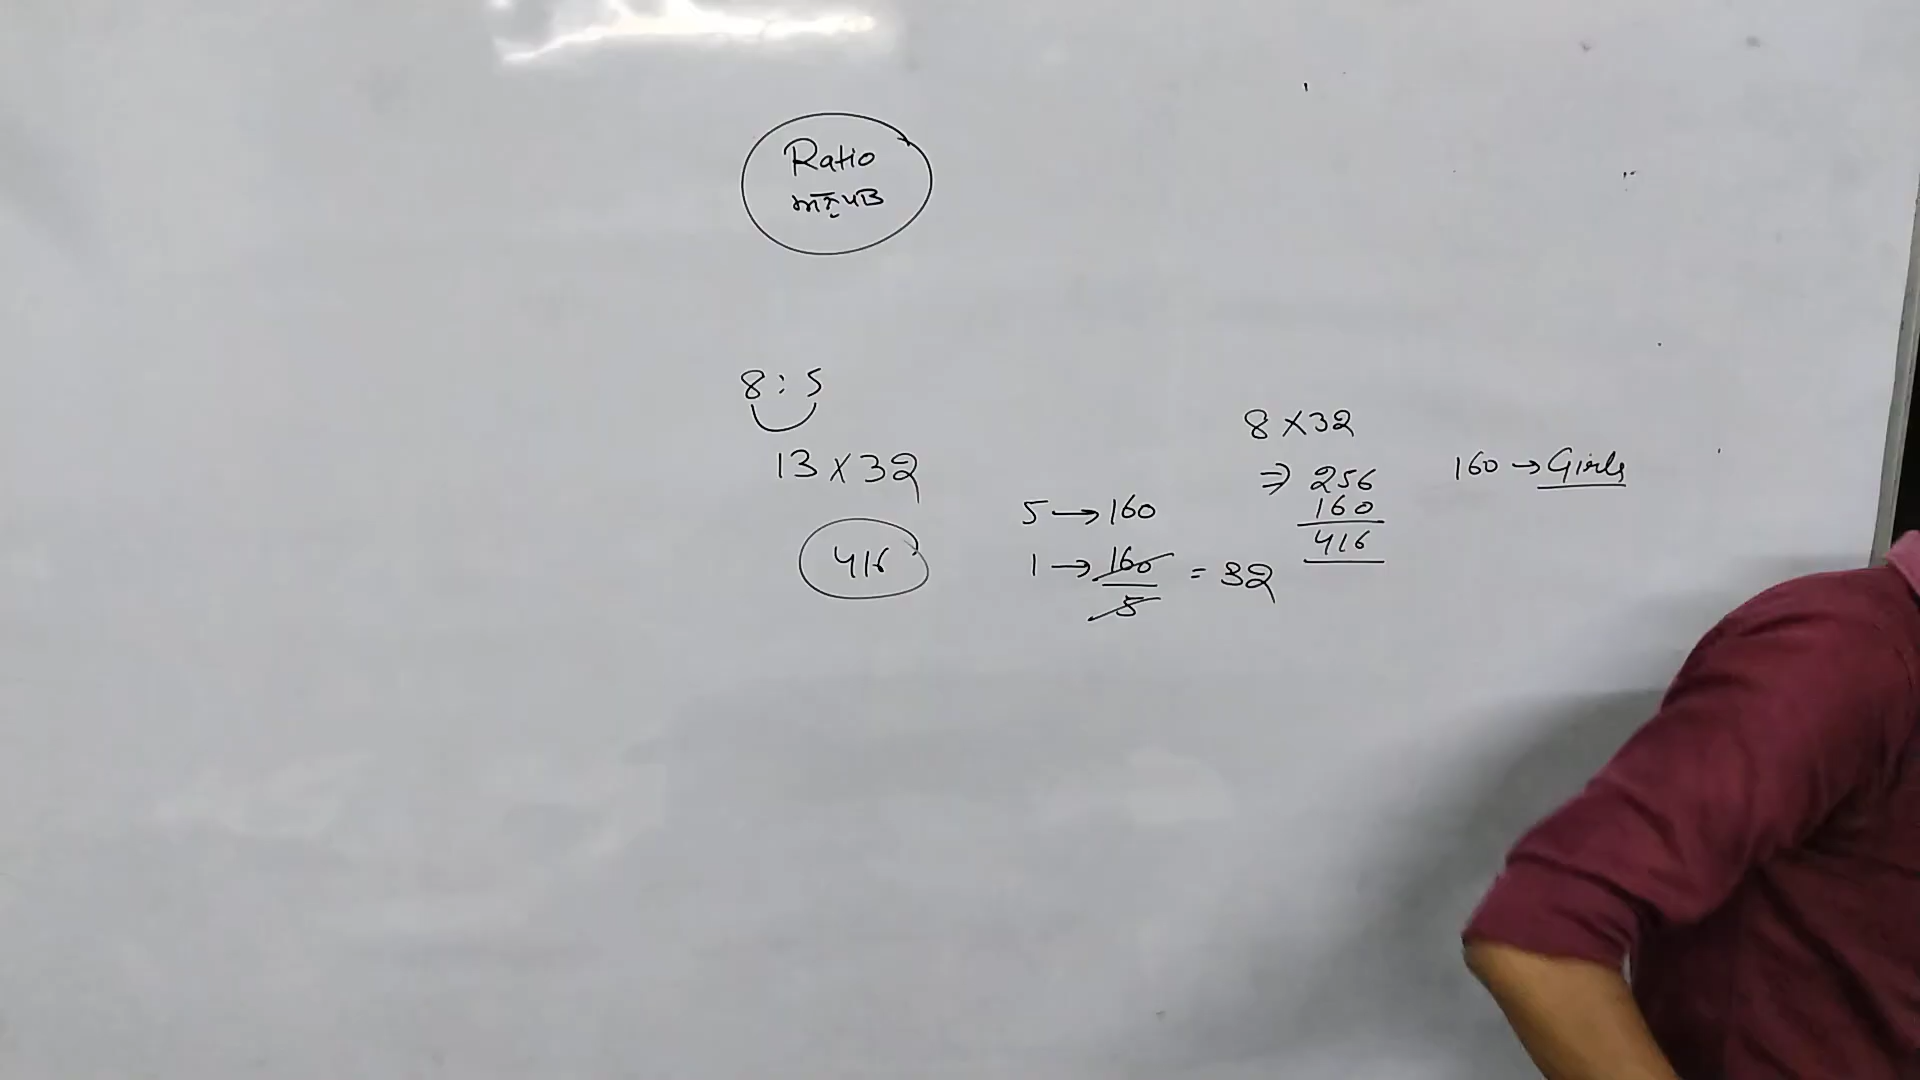 Ratio
8 : 5
13 x 32
416
5 → 160
1 → 160/5 = 32
8 x 32
⇒ 256
160
416
160 → Girls